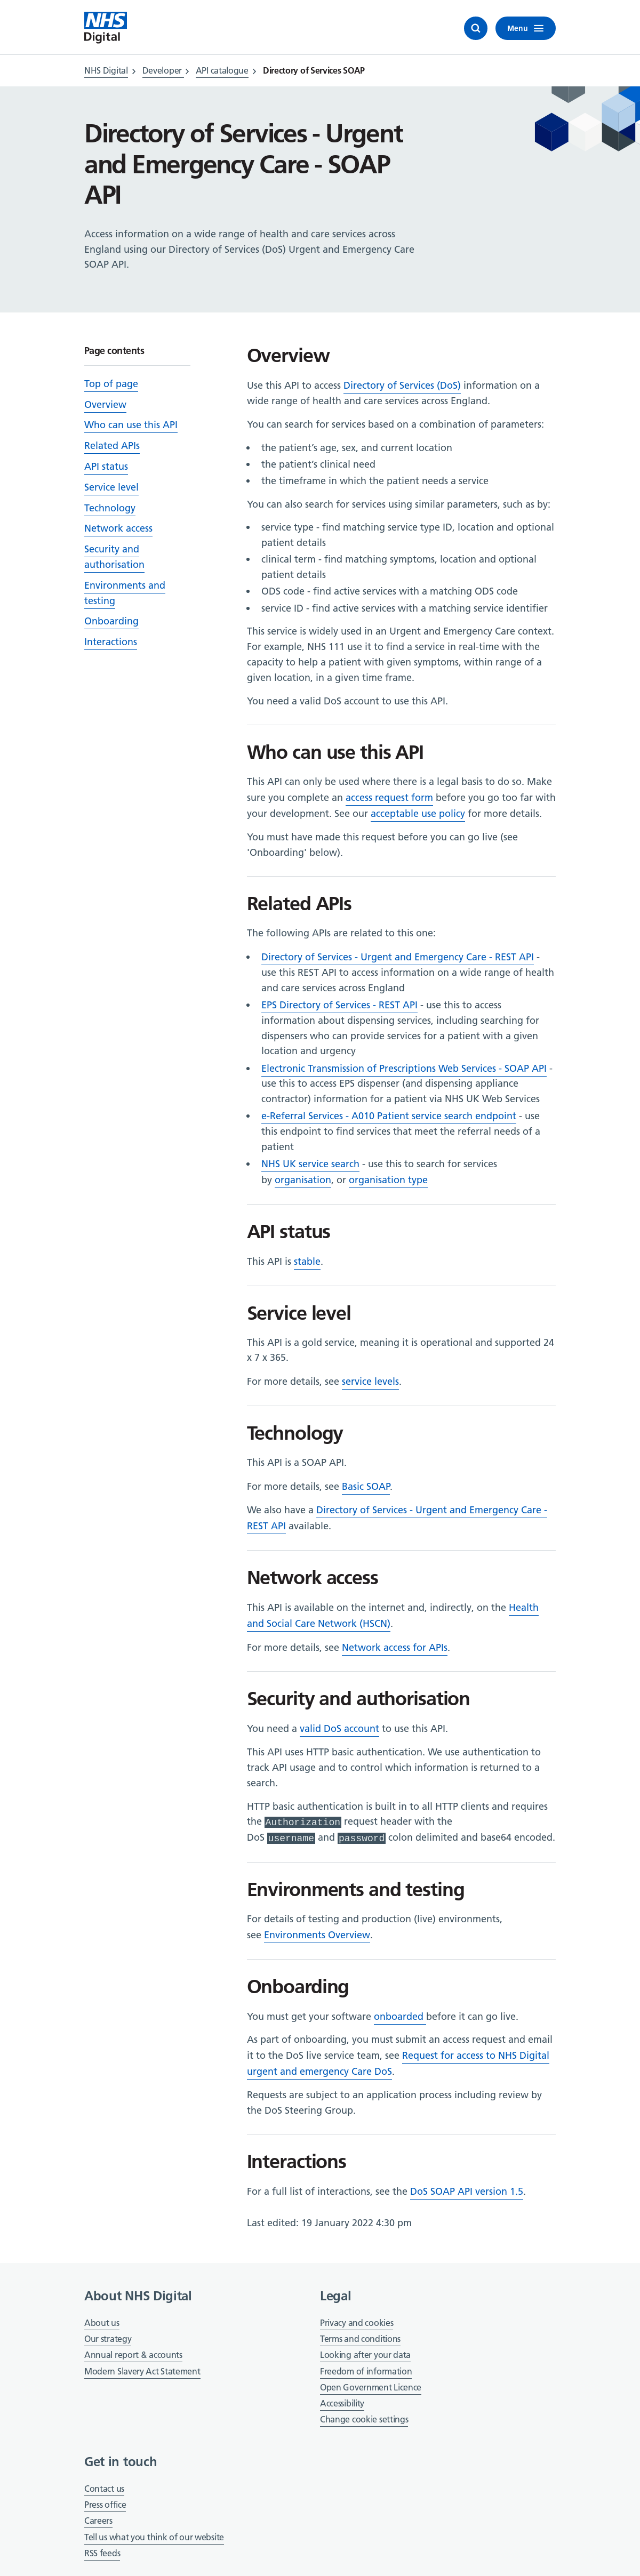 NHS
Digital
Menu
NHS Digital > Developer > API catalogue > Directory of Services SOAP
Directory of Services - Urgent
and Emergency Care - SOAP
API
Access information on a wide range of health and care services across
England using our Directory of Services (DoS) Urgent and Emergency Care
SOAP API.
Page contents
Top of page
Overview
Who can use this API
Related APIs
API status
Service level
Technology
Network access
Security and
authorisation
Environments and
testing
Onboarding
Interactions
Overview
Use this API to access Directory of Services (DoS) information on a
wide range of health and care services across England.
You can search for services based on a combination of parameters:
• the patient's age, sex, and current location
• the patient's clinical need
• the timeframe in which the patient needs a service
You can also search for services using similar parameters, such as by:
• service type - find matching service type ID, location and optional
patient details
• clinical term - find matching symptoms, location and optional
patient details
• ODS code - find active services with a matching ODS code
• service ID - find active services with a matching service identifier
This service is widely used in an Urgent and Emergency Care context.
For example, NHS 111 use it to find a service in real-time with the
capacity to help a patient with given symptoms, within range of a
given location, in a given time frame.
You need a valid DoS account to use this API.
Who can use this API
This API can only be used where there is a legal basis to do so. Make
sure you complete an access request form before you go too far with
your development. See our acceptable use policy for more details.
You must have made this request before you can go live (see
'Onboarding' below).
Related APIs
The following APIs are related to this one:
• Directory of Services - Urgent and Emergency Care - REST API -
use this REST API to access information on a wide range of health
and care services across England
• EPS Directory of Services - REST API - use this to access
information about dispensing services, including searching for
dispensers who can provide services for a patient with a given
location and urgency
• Electronic Transmission of Prescriptions Web Services - SOAP API -
use this to access EPS dispenser (and dispensing appliance
contractor) information for a patient via NHS UK Web Services
• e-Referral Services - A010 Patient service search endpoint - use
this endpoint to find services that meet the referral needs of a
patient
• NHS UK service search - use this to search for services
by organisation, or organisation type
API status
This API is stable.
Service level
This API is a gold service, meaning it is operational and supported 24
x 7 x 365.
For more details, see service levels.
Technology
This API is a SOAP API.
For more details, see Basic SOAP.
We also have a Directory of Services - Urgent and Emergency Care -
REST API available.
Network access
This API is available on the internet and, indirectly, on the Health
and Social Care Network (HSCN).
For more details, see Network access for APIs.
Security and authorisation
You need a valid DoS account to use this API.
This API uses HTTP basic authentication. We use authentication to
track API usage and to control which information is returned to a
search.
HTTP basic authentication is built in to all HTTP clients and requires
the Authorization request header with the
DoS username and password colon delimited and base64 encoded.
Environments and testing
For details of testing and production (live) environments,
see Environments Overview.
Onboarding
You must get your software onboarded before it can go live.
As part of onboarding, you must submit an access request and email
it to the DoS live service team, see Request for access to NHS Digital
urgent and emergency Care DoS.
Requests are subject to an application process including review by
the DoS Steering Group.
Interactions
For a full list of interactions, see the DoS SOAP API version 1.5.
Last edited: 19 January 2022 4:30 pm
About NHS Digital
About us
Our strategy
Annual report & accounts
Modern Slavery Act Statement
Legal
Privacy and cookies
Terms and conditions
Looking after your data
Freedom of information
Open Government Licence
Accessibility
Change cookie settings
Get in touch
Contact us
Press office
Careers
Tell us what you think of our website
RSS feeds